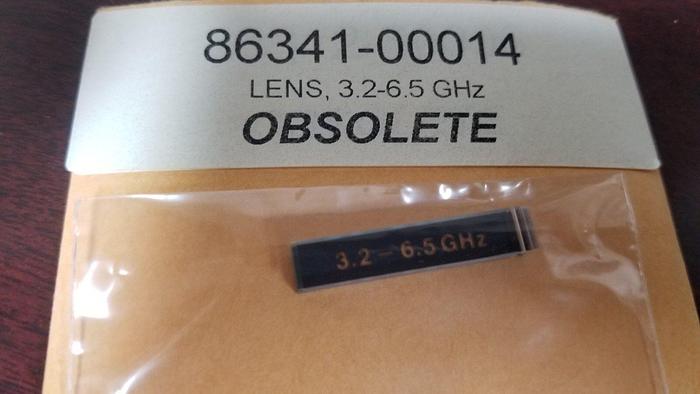 86341-00014
LENS, 3.2-6.5 GHz
OBSOLETE
3.2 - 6.5 GHz